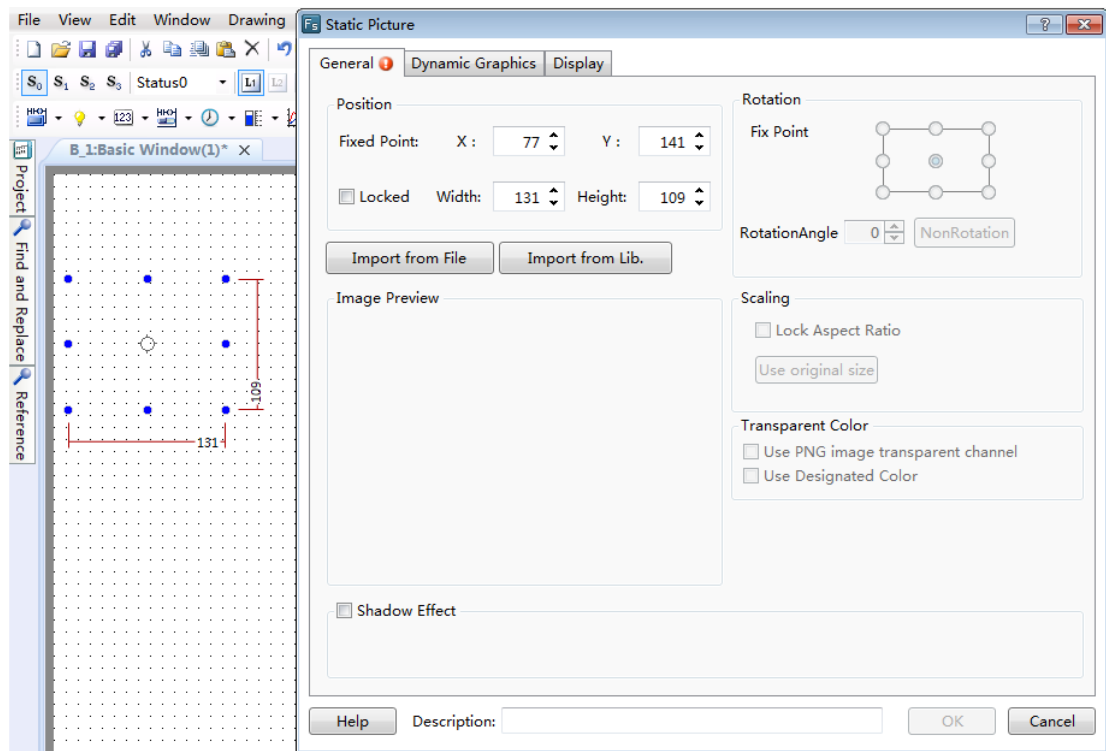 File View Edit Window Drawing
Fs Static Picture
General Dynamic Graphics Display
S0 S1 S2 S3 Status0 L1 L2
123
B_1:Basic Window(1)*
Project
Find and Replace
Reference
109
131
Position
Fixed Point: X : 77 Y : 141
Locked Width: 131 Height: 109
Import from File Import from Lib.
Image Preview
Rotation
Fix Point
RotationAngle 0 NonRotation
Scaling
Lock Aspect Ratio
Use original size
Transparent Color
Use PNG image transparent channel
Use Designated Color
Shadow Effect
Help Description: OK Cancel